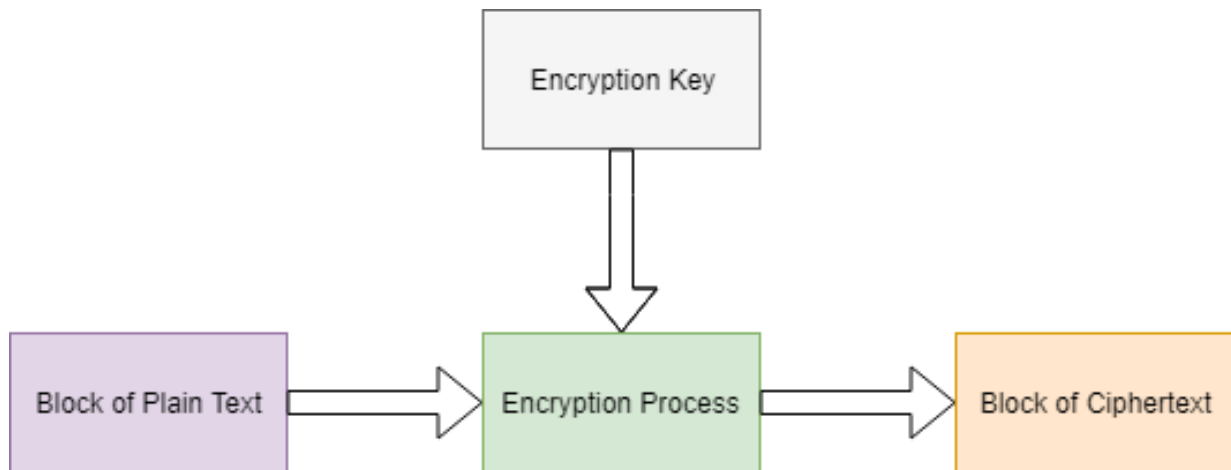 Encryption Key
Block of Plain Text
Encryption Process
Block of Ciphertext